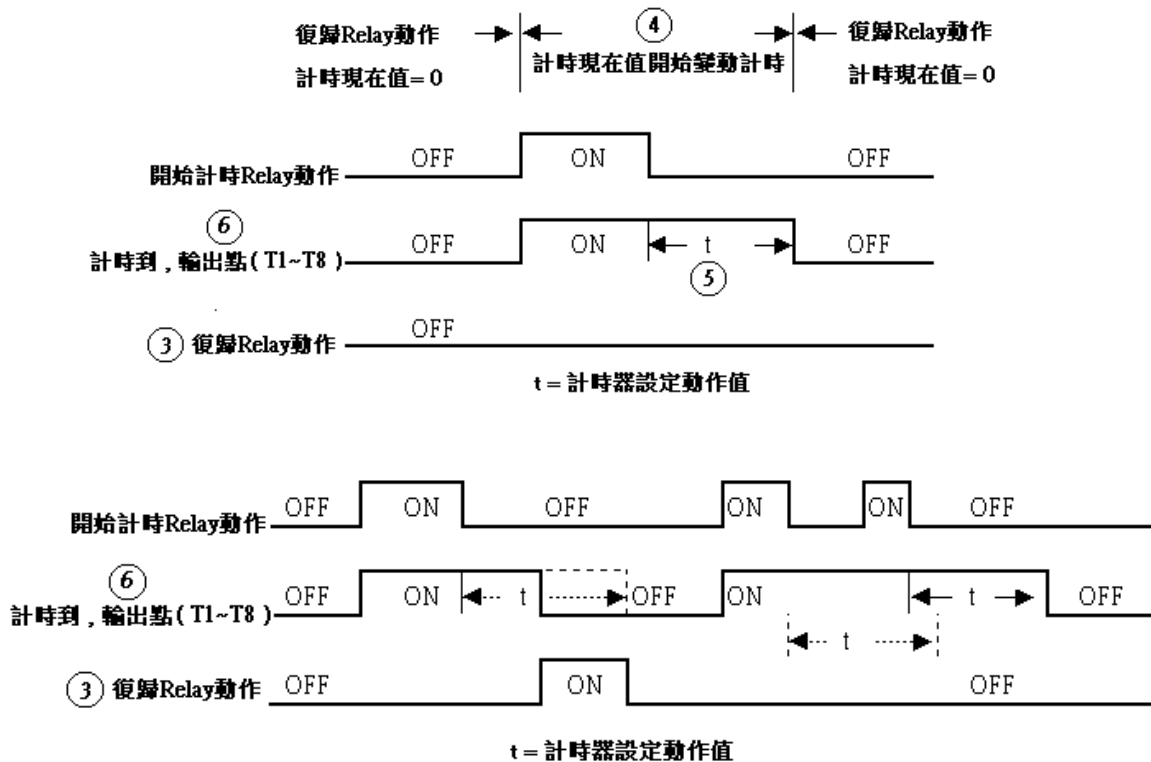 復歸Relay動作
④
復歸Relay動作
計時現在值開始變動計時
計時現在值= 0
計時現在值= 0
OFF
ON
OFF
開始計時Relay動作
⑥
OFF
ON
t
OFF
計時到 , 輸出點( T1~T8 )
⑤
OFF
③ 復歸Relay動作
t = 計時器設定動作值
OFF
ON
OFF
ON
ON
OFF
開始計時Relay動作
⑥
OFF
ON
t
OFF
ON
t
OFF
計時到 , 輸出點( T1~T8 )
t
③ 復歸Relay動作
OFF
ON
OFF
t = 計時器設定動作值